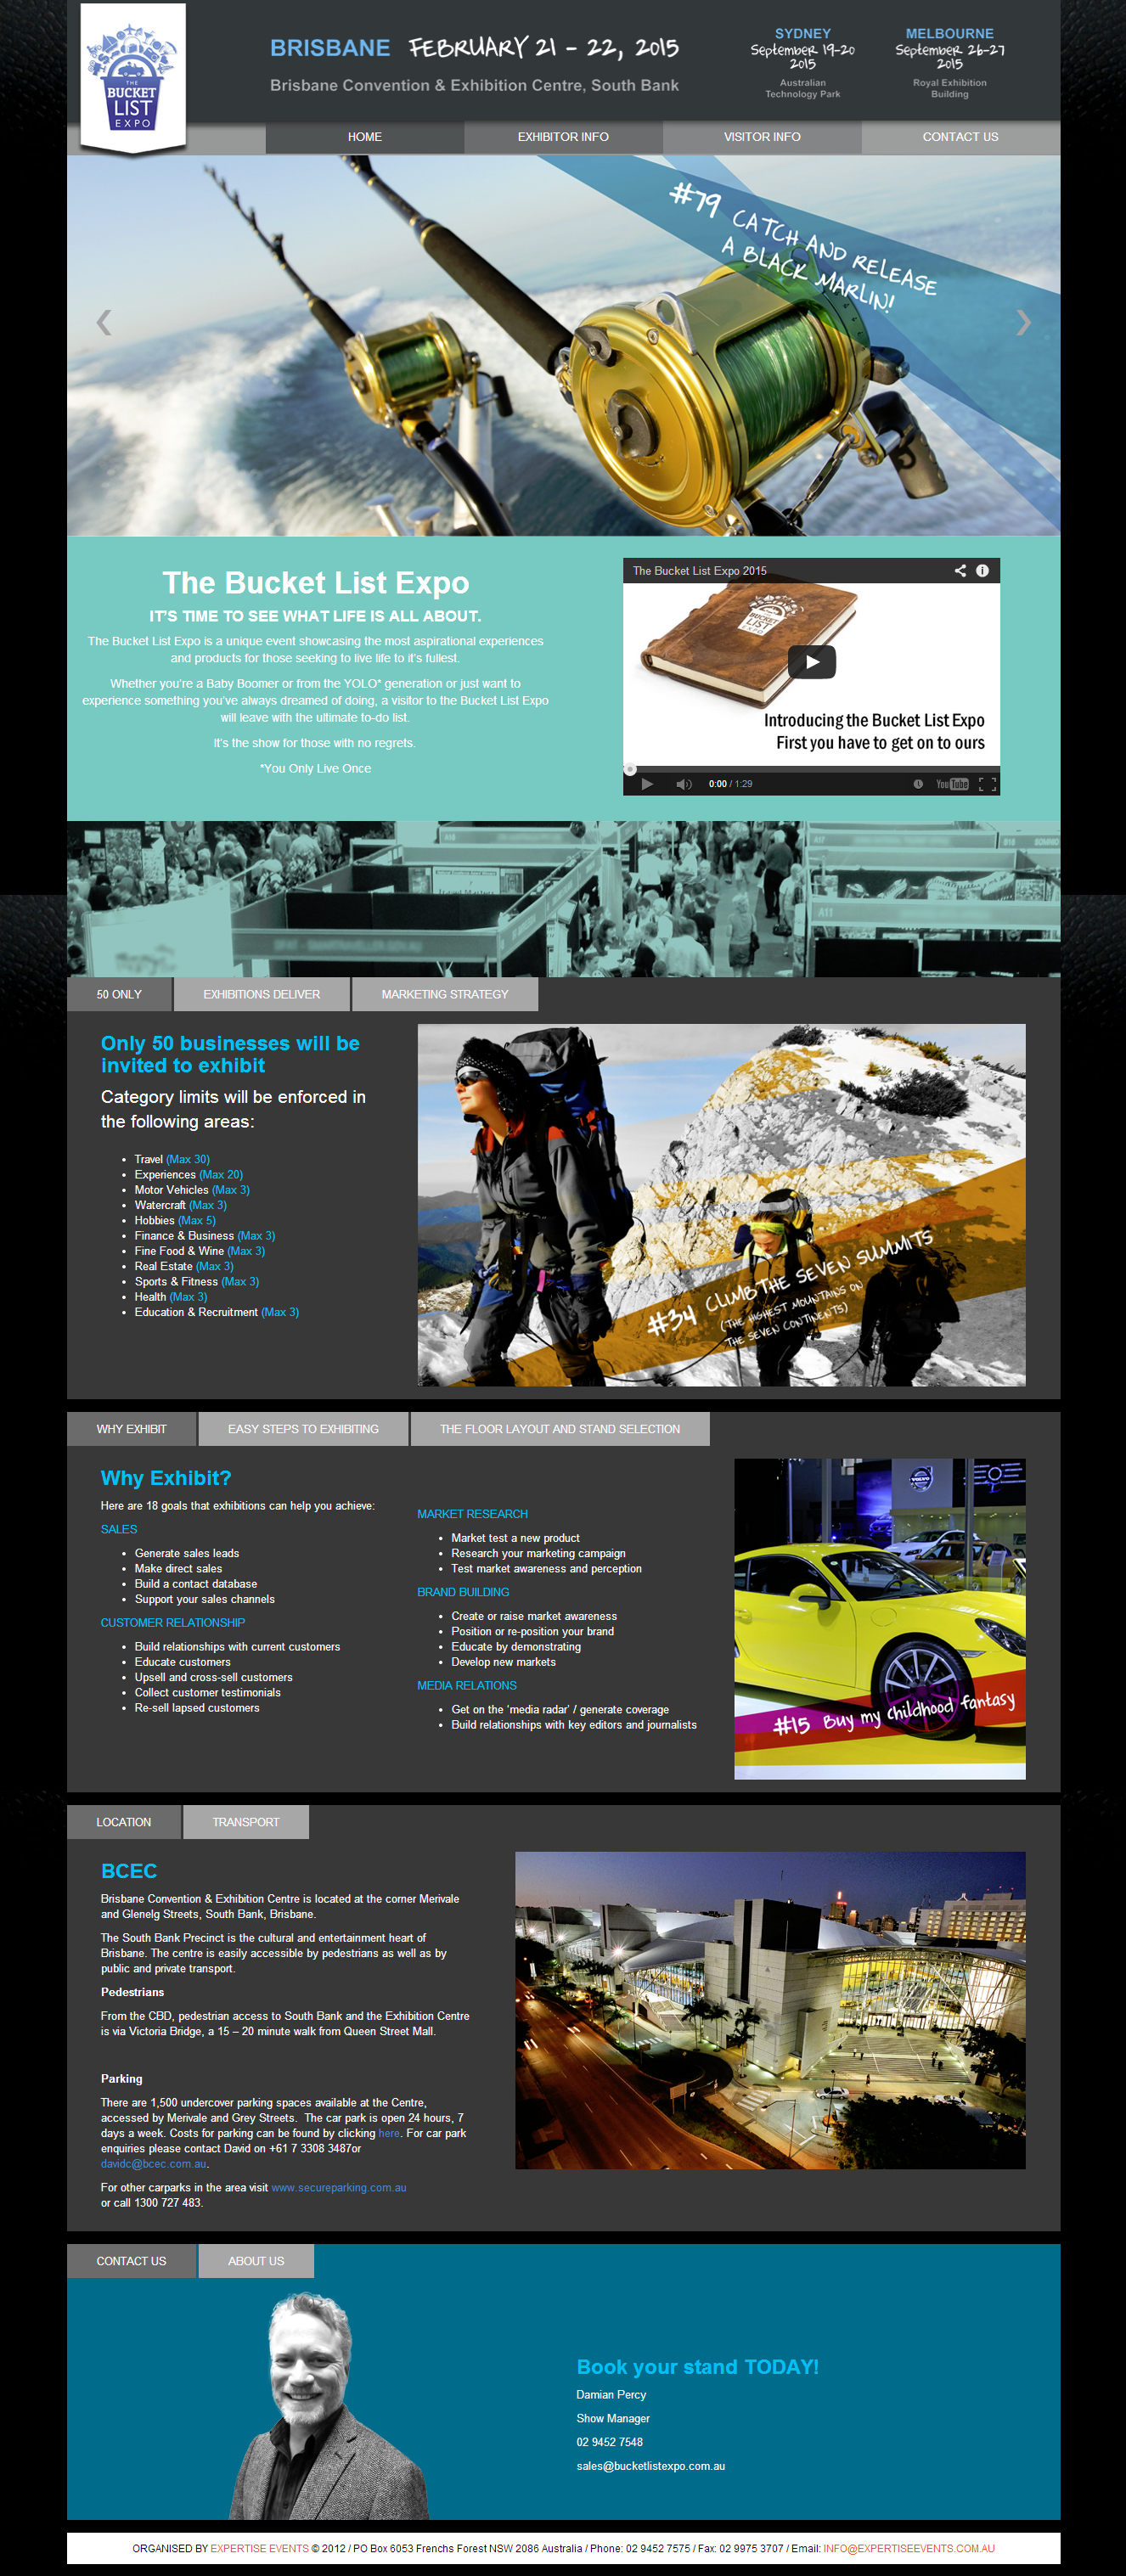 THE
BUCKET
LIST
EXPO
BRISBANE FEBRUARY 21 - 22, 2015
Brisbane Convention & Exhibition Centre, South Bank
SYDNEY
September 19-20
2015
Australian
Technology Park
MELBOURNE
September 26-27
2015
Royal Exhibition
Building
HOME
EXHIBITOR INFO
VISITOR INFO
CONTACT US
#79 CATCH AND RELEASE
A BLACK MARLIN!
The Bucket List Expo
IT'S TIME TO SEE WHAT LIFE IS ALL ABOUT.
The Bucket List Expo is a unique event showcasing the most aspirational experiences
and products for those seeking to live life to it's fullest.
Whether you're a Baby Boomer or from the YOLO* generation or just want to
experience something you've always dreamed of doing, a visitor to the Bucket List Expo
will leave with the ultimate to-do list.
It's the show for those with no regrets.
*You Only Live Once
The Bucket List Expo 2015
BUCKET
LIST
EXPO
Introducing the Bucket List Expo
First you have to get on to ours
0:00 / 1:29
YouTube
A18
A17
A11
50 ONLY
EXHIBITIONS DELIVER
MARKETING STRATEGY
Only 50 businesses will be
invited to exhibit
Category limits will be enforced in
the following areas:
• Travel (Max 30)
• Experiences (Max 20)
• Motor Vehicles (Max 3)
• Watercraft (Max 3)
• Hobbies (Max 5)
• Finance & Business (Max 3)
• Fine Food & Wine (Max 3)
• Real Estate (Max 3)
• Sports & Fitness (Max 3)
• Health (Max 3)
• Education & Recruitment (Max 3)
#34 CLIMB THE SEVEN SUMMITS
(THE HIGHEST MOUNTAINS ON
THE SEVEN CONTINENTS)
WHY EXHIBIT
EASY STEPS TO EXHIBITING
THE FLOOR LAYOUT AND STAND SELECTION
Why Exhibit?
Here are 18 goals that exhibitions can help you achieve:
SALES
• Generate sales leads
• Make direct sales
• Build a contact database
• Support your sales channels
CUSTOMER RELATIONSHIP
• Build relationships with current customers
• Educate customers
• Upsell and cross-sell customers
• Collect customer testimonials
• Re-sell lapsed customers
MARKET RESEARCH
• Market test a new product
• Research your marketing campaign
• Test market awareness and perception
BRAND BUILDING
• Create or raise market awareness
• Position or re-position your brand
• Educate by demonstrating
• Develop new markets
MEDIA RELATIONS
• Get on the 'media radar' / generate coverage
• Build relationships with key editors and journalists
VOLVO
#15 Buy my childhood fantasy
LOCATION
TRANSPORT
BCEC
Brisbane Convention & Exhibition Centre is located at the corner Merivale
and Glenelg Streets, South Bank, Brisbane.
The South Bank Precinct is the cultural and entertainment heart of
Brisbane. The centre is easily accessible by pedestrians as well as by
public and private transport.
Pedestrians
From the CBD, pedestrian access to South Bank and the Exhibition Centre
is via Victoria Bridge, a 15 – 20 minute walk from Queen Street Mall.
Parking
There are 1,500 undercover parking spaces available at the Centre,
accessed by Merivale and Grey Streets. The car park is open 24 hours, 7
days a week. Costs for parking can be found by clicking here. For car park
enquiries please contact David on +61 7 3308 3487or
davidc@bcec.com.au.
For other carparks in the area visit www.secureparking.com.au
or call 1300 727 483.
CONTACT US
ABOUT US
Book your stand TODAY!
Damian Percy
Show Manager
02 9452 7548
sales@bucketlistexpo.com.au
ORGANISED BY EXPERTISE EVENTS © 2012 / PO Box 6053 Frenchs Forest NSW 2086 Australia / Phone: 02 9452 7575 / Fax: 02 9975 3707 / Email: INFO@EXPERTISEEVENTS.COM.AU